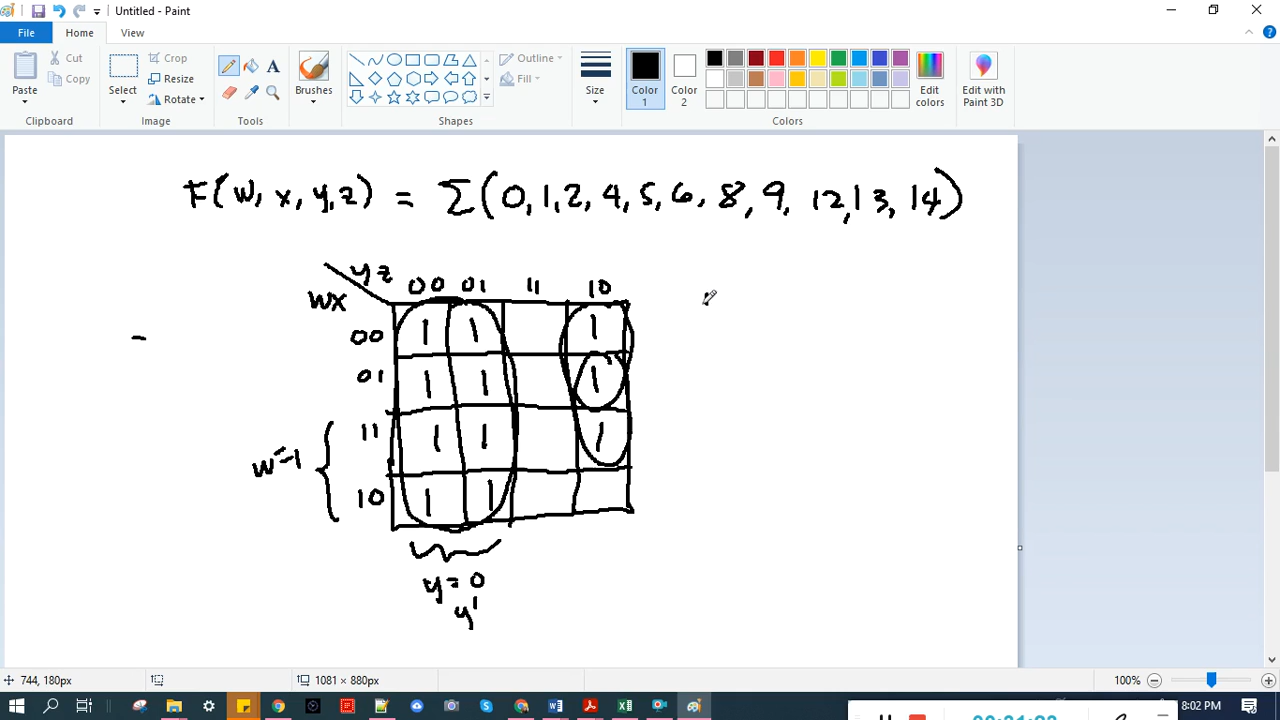 Untitled - Paint
File
Home
View
Paste
Cut
Copy
Clipboard
Select
Crop
Resize
Rotate
Image
Tools
Brushes
Outline
Fill
Shapes
Size
Color 1
Color 2
Edit colors
Edit with Paint 3D
Colors
F(W, x, y, z) = Σ(0, 1, 2, 4, 5, 6, 8, 9, 12, 13, 14)
yz
wx
00 01 11 10
00 1 1 1
01 1 1 1
11 1 1 1
10 1 1
w=1
y=0
y'
744, 180px
1081 × 880px
100%
8:02 PM